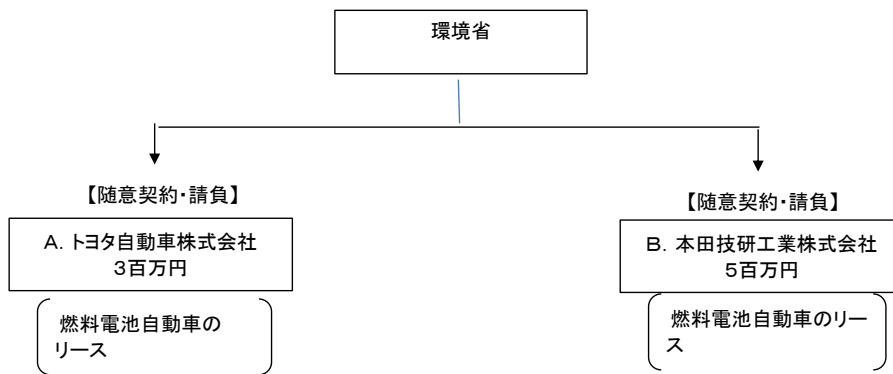 環境省
【随意契約・請負】
A. トヨタ自動車株式会社
３百万円
燃料電池自動車の
リース
【随意契約・請負】
Ｂ. 本田技研工業株式会社
５百万円
燃料電池自動車のリー
ス